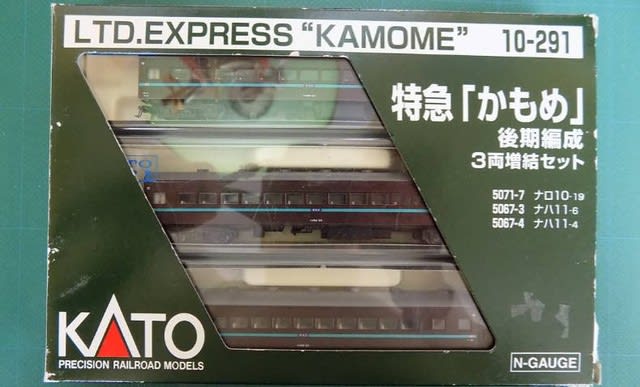 LTD.EXPRESS “KAMOME” 10-291
特急「かもめ」
後期編成
3両増結セット
5071-7 ナロ10-19
5067-3 ナハ11-6
5067-4 ナハ11-4
KATO
PRECISION RAILROAD MODELS
N-GAUGE